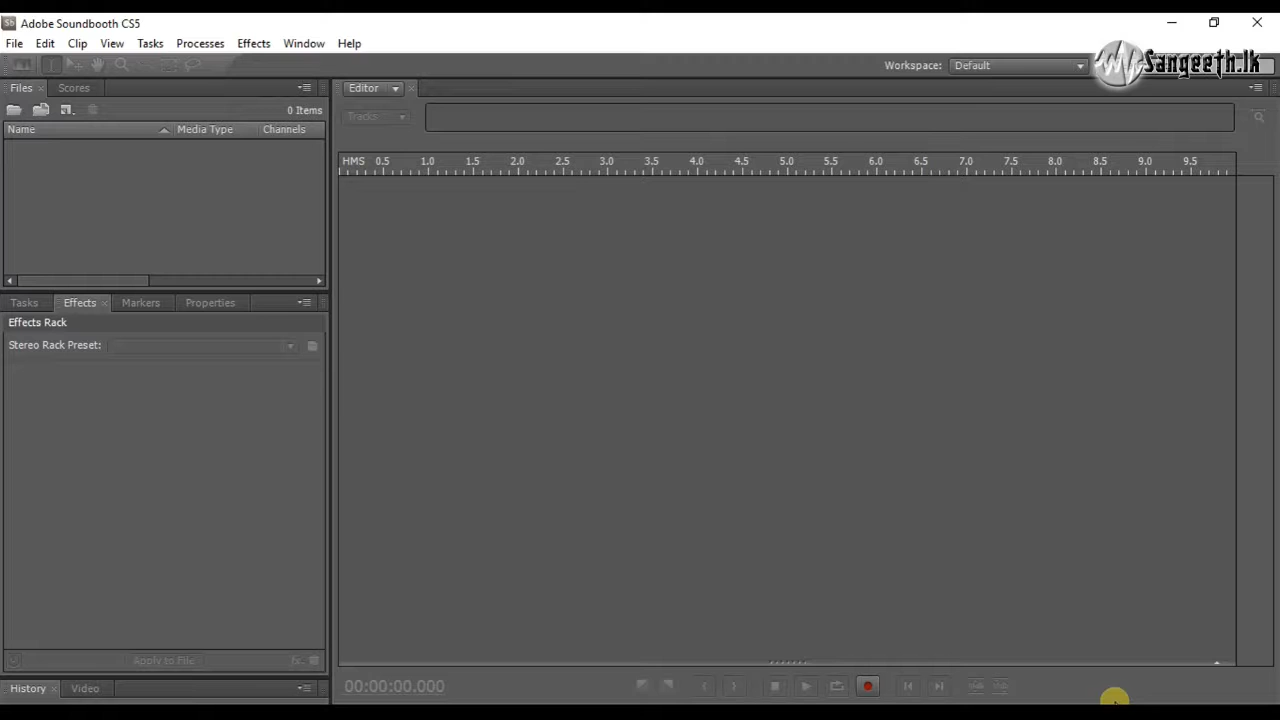 Sb Adobe Soundbooth CS5
File Edit Clip View Tasks Processes Effects Window Help
Workspace: Default
Sangeeth.lk
Files Scores
0 Items
Name Media Type Channels
Editor
Tracks
HMS 0.5 1.0 1.5 2.0 2.5 3.0 3.5 4.0 4.5 5.0 5.5 6.0 6.5 7.0 7.5 8.0 8.5 9.0 9.5
Tasks Effects Markers Properties
Effects Rack
Stereo Rack Preset:
Apply to File
fx
History Video
00:00:00.000